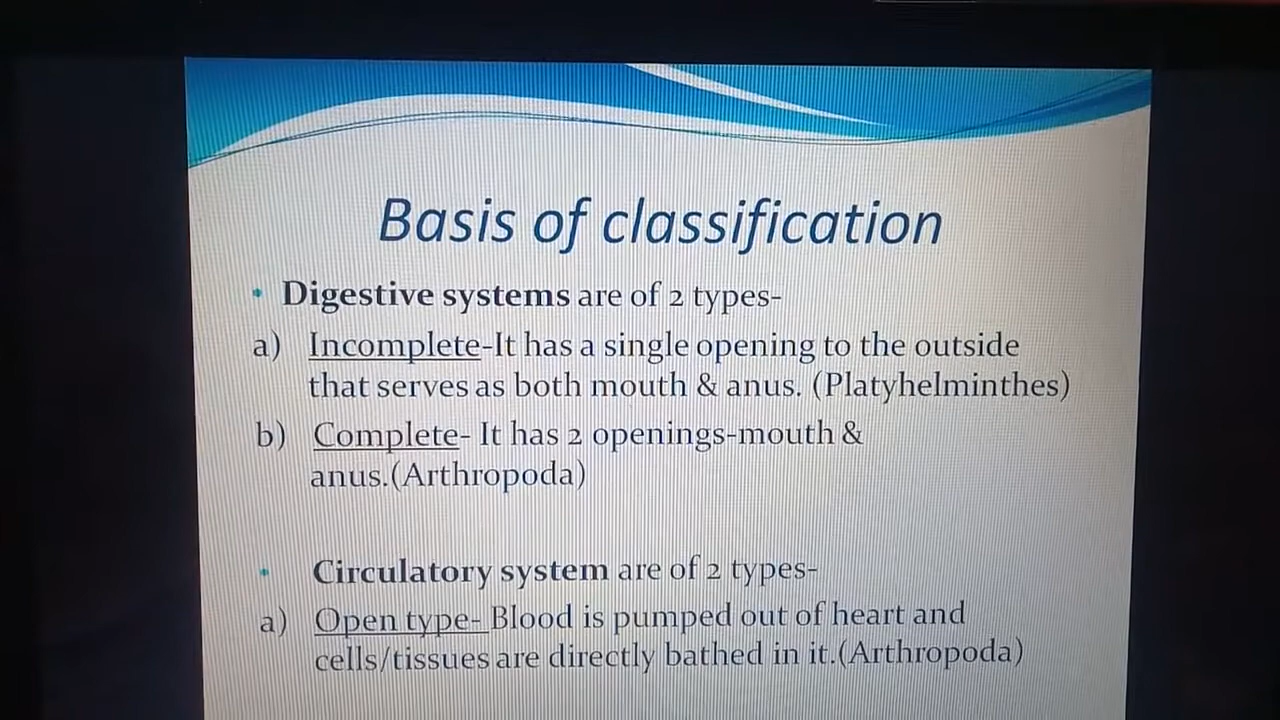 Basis of classification
• Digestive systems are of 2 types-
a) Incomplete-It has a single opening to the outside
that serves as both mouth & anus. (Platyhelminthes)
b) Complete- It has 2 openings-mouth &
anus.(Arthropoda)
• Circulatory system are of 2 types-
a) Open type- Blood is pumped out of heart and
cells/tissues are directly bathed in it.(Arthropoda)